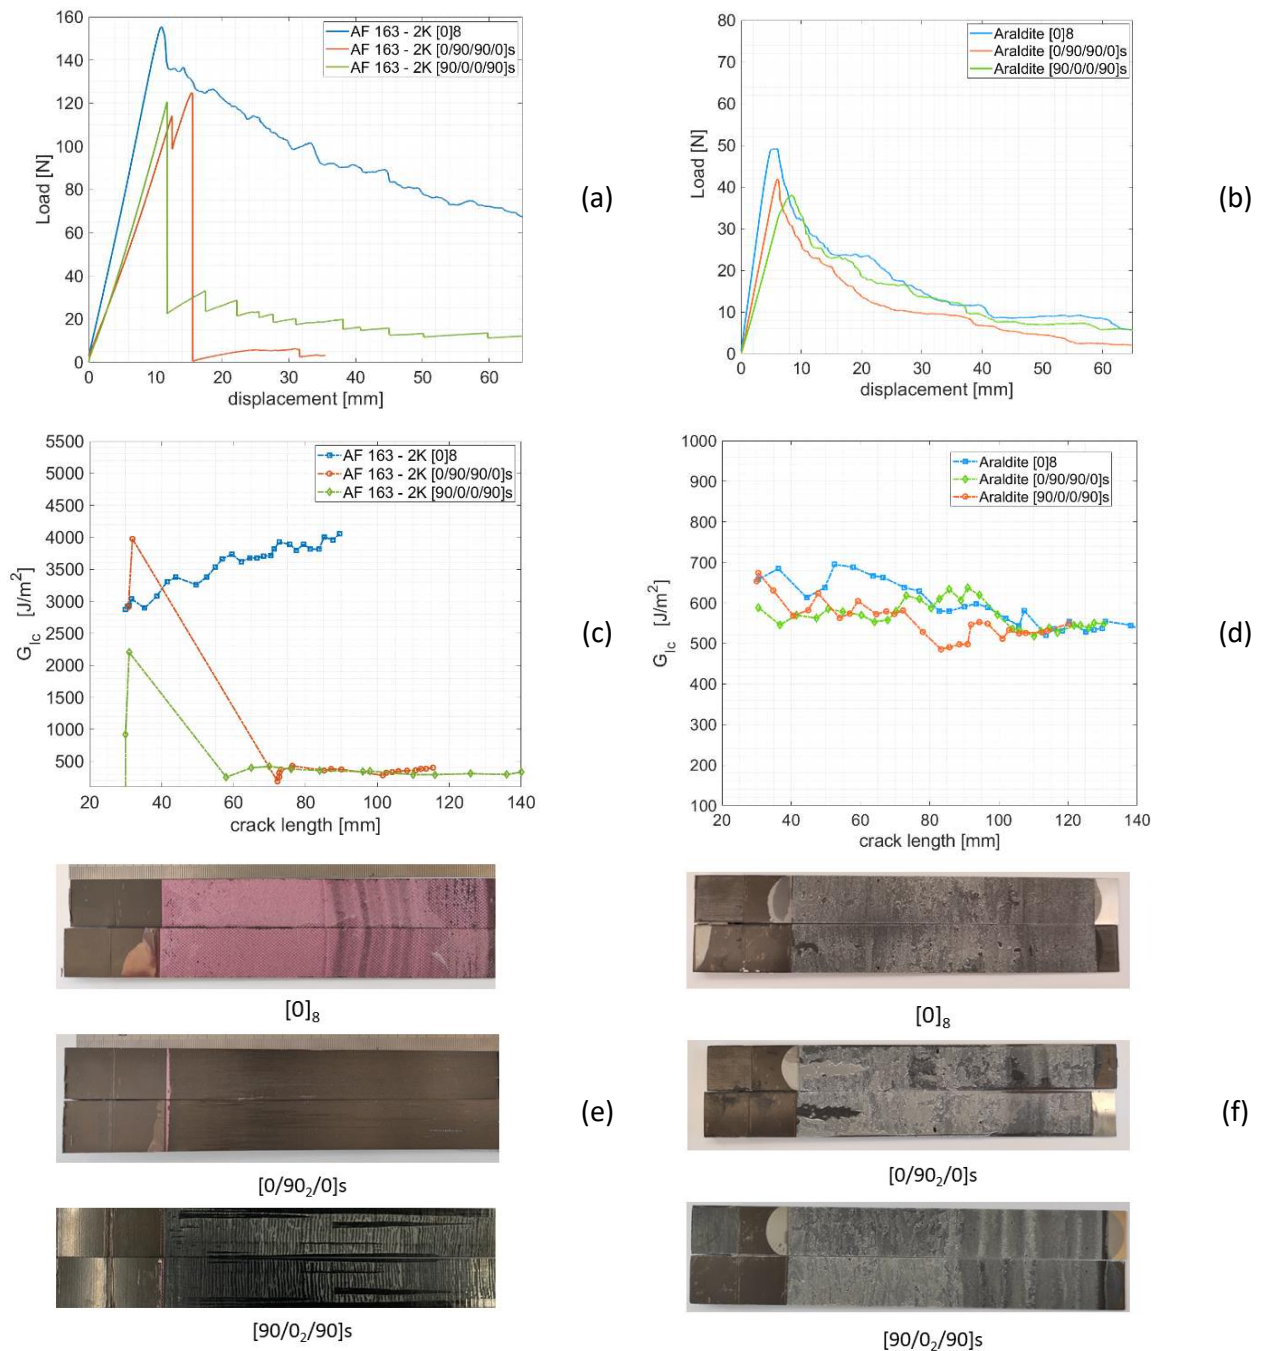 160
140
120
100
80
60
40
20
0
Load [N]
0 10 20 30 40 50 60
displacement [mm]
AF 163 - 2K [0]8
AF 163 - 2K [0/90/90/0]s
AF 163 - 2K [90/0/0/90]s
(a)
80
70
60
50
40
30
20
10
0
Load [N]
0 10 20 30 40 50 60
displacement [mm]
Araldite [0]8
Araldite [0/90/90/0]s
Araldite [90/0/0/90]s
(b)
5500
5000
4500
4000
3500
3000
2500
2000
1500
1000
500
G_Ic [J/m²]
20 40 60 80 100 120 140
crack length [mm]
AF 163 - 2K [0]8
AF 163 - 2K [0/90/90/0]s
AF 163 - 2K [90/0/0/90]s
(c)
1000
900
800
700
600
500
400
300
200
100
G_Ic [J/m²]
20 40 60 80 100 120 140
crack length [mm]
Araldite [0]8
Araldite [0/90/90/0]s
Araldite [90/0/0/90]s
(d)
[0]₈
[0/90₂/0]s
[90/0₂/90]s
(e)
[0]₈
[0/90₂/0]s
[90/0₂/90]s
(f)